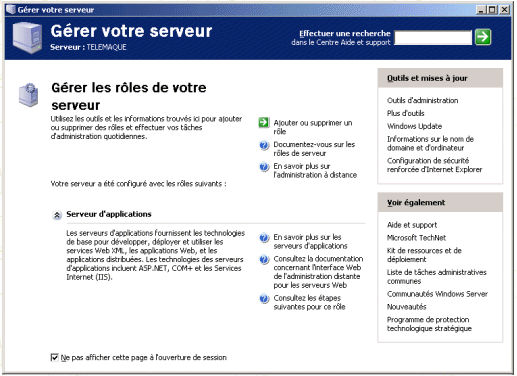 Gérer votre serveur
Gérer votre serveur
Serveur : TELEMAQUE
Effectuer une recherche
dans le Centre Aide et support
Gérer les rôles de votre
serveur
Utilisez les outils et les informations trouvés ici pour ajouter
ou supprimer des rôles et effectuer vos tâches
d'administration quotidiennes.
Ajouter ou supprimer un
rôle
Documentez-vous sur les
rôles de serveur
En savoir plus sur
l'administration à distance
Votre serveur a été configuré avec les rôles suivants :
Serveur d'applications
Les serveurs d'applications fournissent les technologies
de base pour développer, déployer et utiliser les
services Web XML, les applications Web, et les
applications distribuées. Les technologies de serveurs
d'applications incluent ASP.NET, COM+ et les Services
Internet (IIS).
En savoir plus sur les
serveurs d'applications
Consultez la documentation
concernant l'interface Web
de l'administration distante
pour les serveurs Web
Consultez les étapes
suivantes pour ce rôle
Ne pas afficher cette page à l'ouverture de session
Outils et mises à jour
Outils d'administration
Plus d'outils
Windows Update
Informations sur le nom de
domaine et d'ordinateur
Configuration de sécurité
renforcée d'Internet Explorer
Voir également
Aide et support
Microsoft TechNet
Kit de ressources et de
déploiement
Liste de tâches administratives
communes
Communautés Windows Server
Nouveautés
Programme de protection
technologique stratégique